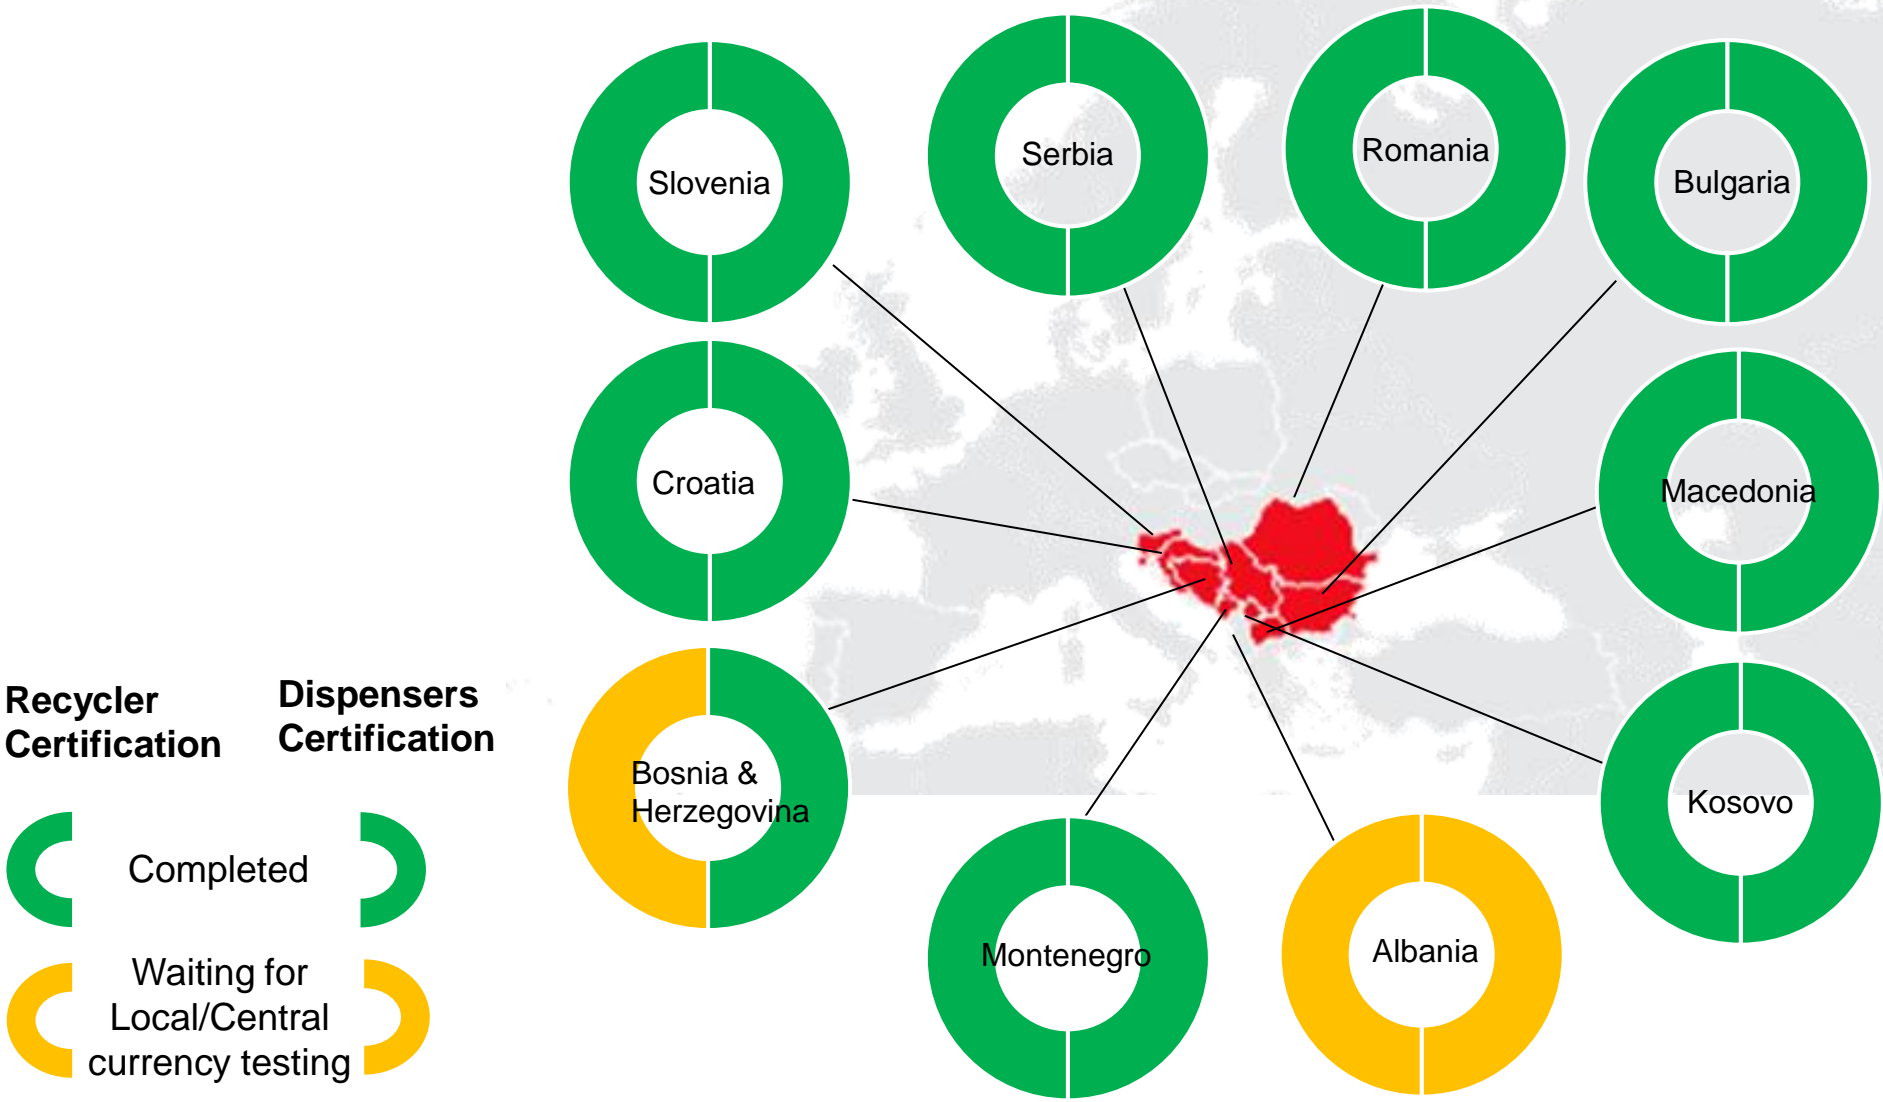 Slovenia
Serbia
Romania
Bulgaria
Croatia
Macedonia
Recycler
Certification
Dispensers
Certification
Bosnia &
Herzegovina
Kosovo
Completed
Montenegro
Albania
Waiting for
Local/Central
currency testing